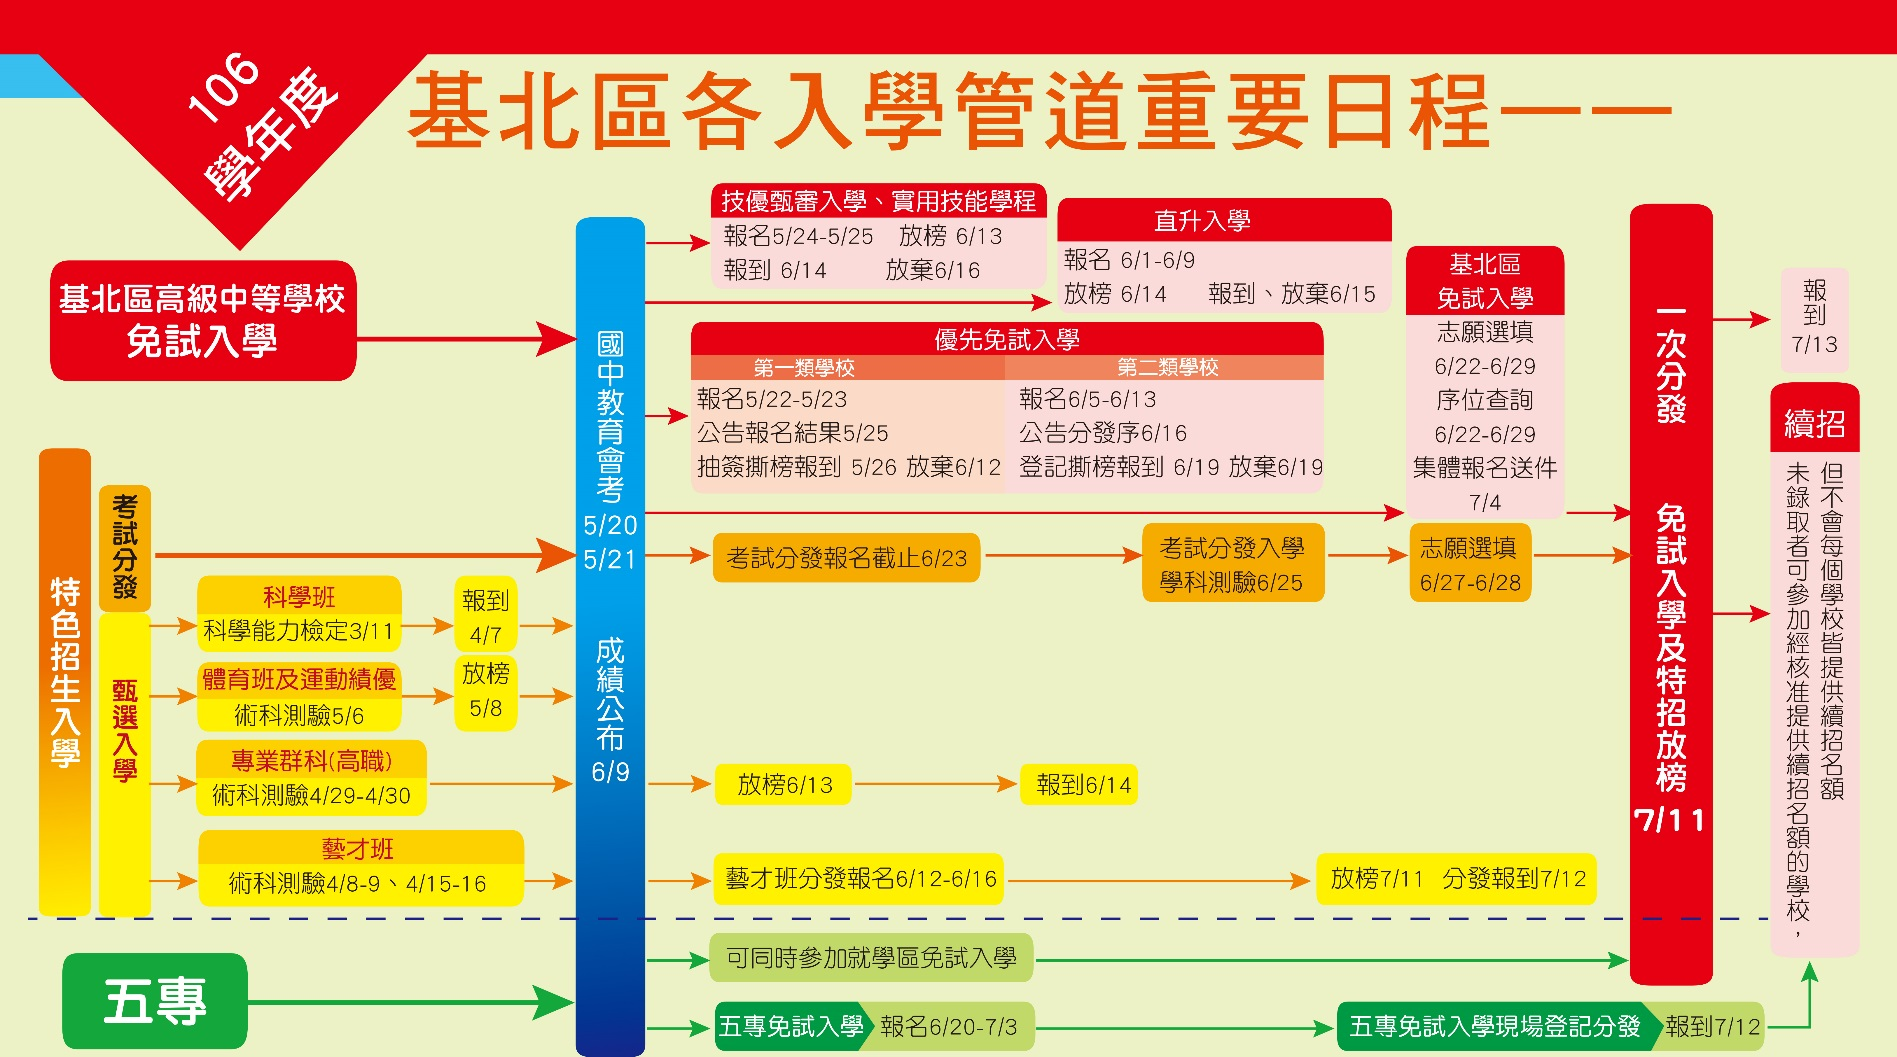 106
學年度
基北區各入學管道重要日程一一
基北區高級中等學校
免試入學
國中教育會考
5/20
5/21
成績公布
6/9
技優甄審入學、實用技能學程
報名5/24-5/25 放榜 6/13
報到 6/14 放棄6/16
直升入學
報名 6/1-6/9
放榜 6/14 報到、放棄6/15
優先免試入學
第一類學校
報名5/22-5/23
公告報名結果5/25
抽簽撕榜報到 5/26 放棄6/12
第二類學校
報名6/5-6/13
公告分發序6/16
登記撕榜報到 6/19 放棄6/19
基北區
免試入學
志願選填
6/22-6/29
序位查詢
6/22-6/29
集體報名送件
7/4
一次分發
免試入學及特招放榜
7/11
報到
7/13
續招
但不會每個學校皆提供續招名額
未錄取者可參加經核准提供續招名額的學校，
特色招生入學
考試分發
考試分發報名截止6/23
考試分發入學
學科測驗6/25
志願選填
6/27-6/28
甄選入學
科學班
科學能力檢定3/11
報到
4/7
體育班及運動績優
術科測驗5/6
放榜
5/8
專業群科(高職)
術科測驗4/29-4/30
放榜6/13
報到6/14
藝才班
術科測驗4/8-9、4/15-16
藝才班分發報名6/12-6/16
放榜7/11 分發報到7/12
五專
可同時參加就學區免試入學
五專免試入學
報名6/20-7/3
五專免試入學現場登記分發
報到7/12